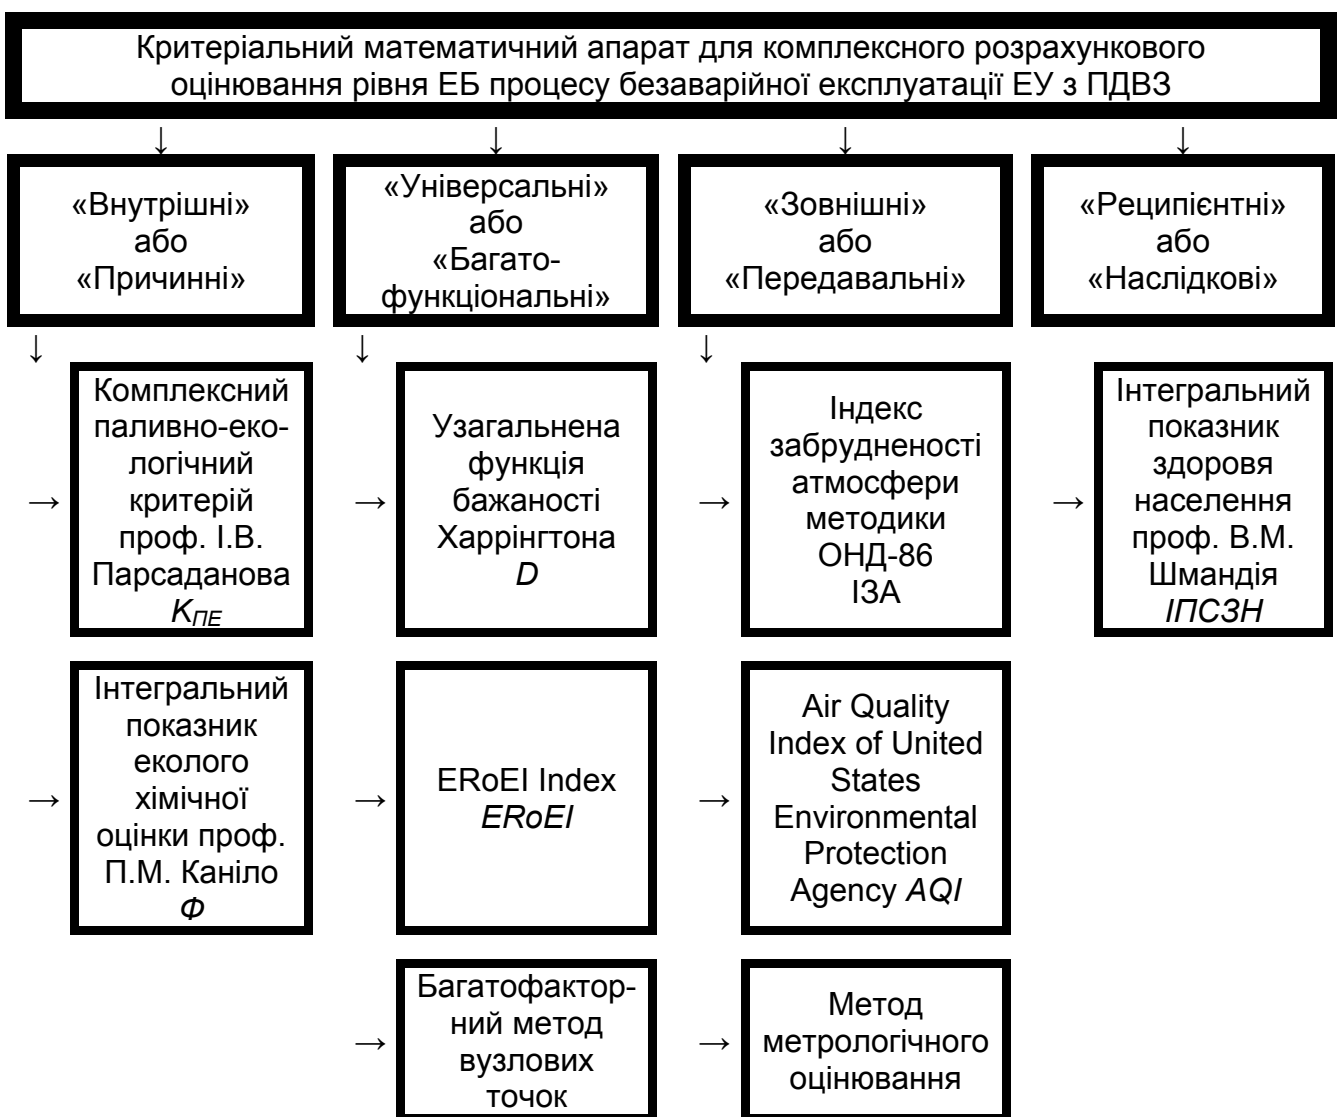 Критеріальний математичний апарат для комплексного розрахункового
оцінювання рівня ЕБ процесу безаварійної експлуатації ЕУ з ПДВЗ
↓ ↓ ↓ ↓
«Внутрішні»
або
«Причинні»
«Універсальні»
або
«Багато-
функціональні»
«Зовнішні»
або
«Передавальні»
«Реципієнтні»
або
«Наслідкові»
↓ ↓ ↓
→
Комплексний
паливно-еко-
логічний
критерій
проф. І.В.
Парсаданова
KПЕ
→
Узагальнена
функція
бажаності
Харрінгтона
D
→
Індекс
забрудненості
атмосфери
методики
ОНД-86
ІЗА
→
Інтегральний
показник
здоровя
населення
проф. В.М.
Шмандія
ІПСЗН
→
Інтегральний
показник
еколого
хімічної
оцінки проф.
П.М. Каніло
Ф
→
ERoEI Index
ERoEI
→
Air Quality
Index of United
States
Environmental
Protection
Agency AQI
→
Багатофактор-
ний метод
вузлових
точок
→
Метод
метрологічного
оцінювання